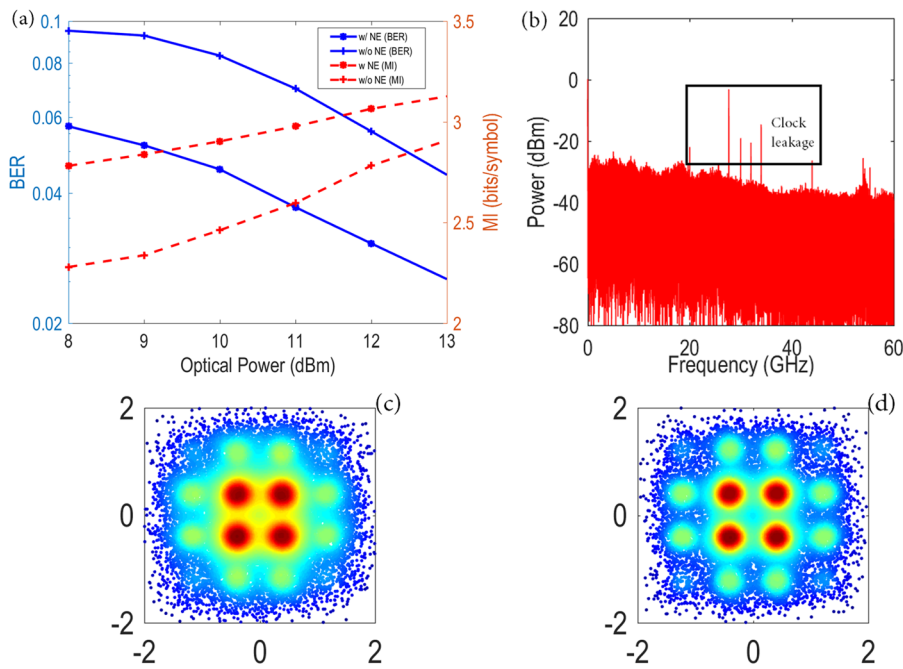 (a)
0.1
0.08
0.06
0.04
0.02
BER
8
9
10
11
12
13
Optical Power (dBm)
3.5
3
2.5
2
MI (bits/symbol)
w/ NE (BER)
w/o NE (BER)
w NE (MI)
w/o NE (MI)
(b)
20
0
-20
-40
-60
-80
Power (dBm)
0
20
40
60
Frequency (GHz)
Clock
leakage
(c)
2
0
-2
-2
0
2
(d)
2
0
-2
-2
0
2